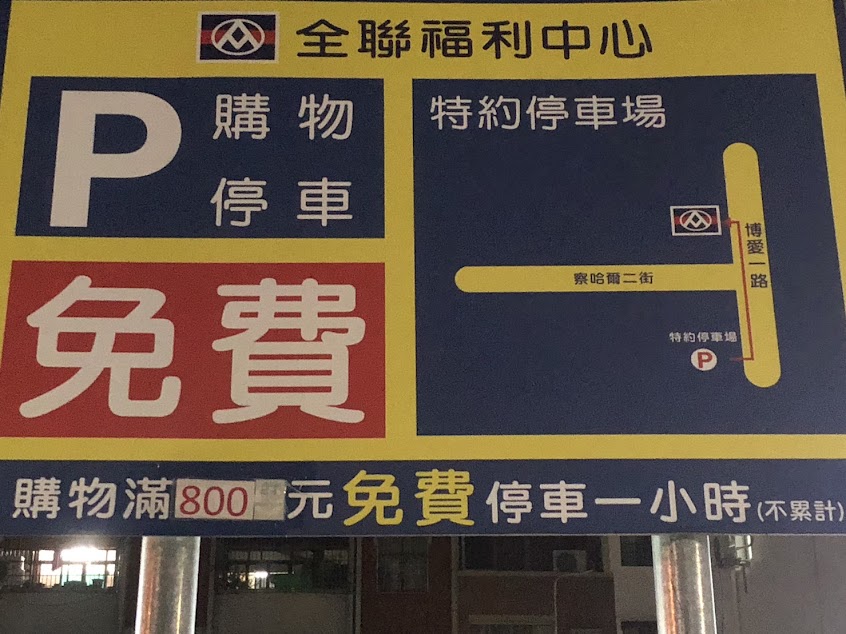 全聯福利中心
P
購物
停車
免費
特約停車場
博愛一路
察哈爾二街
特約停車場
P
購物滿800元免費停車一小時(不累計)